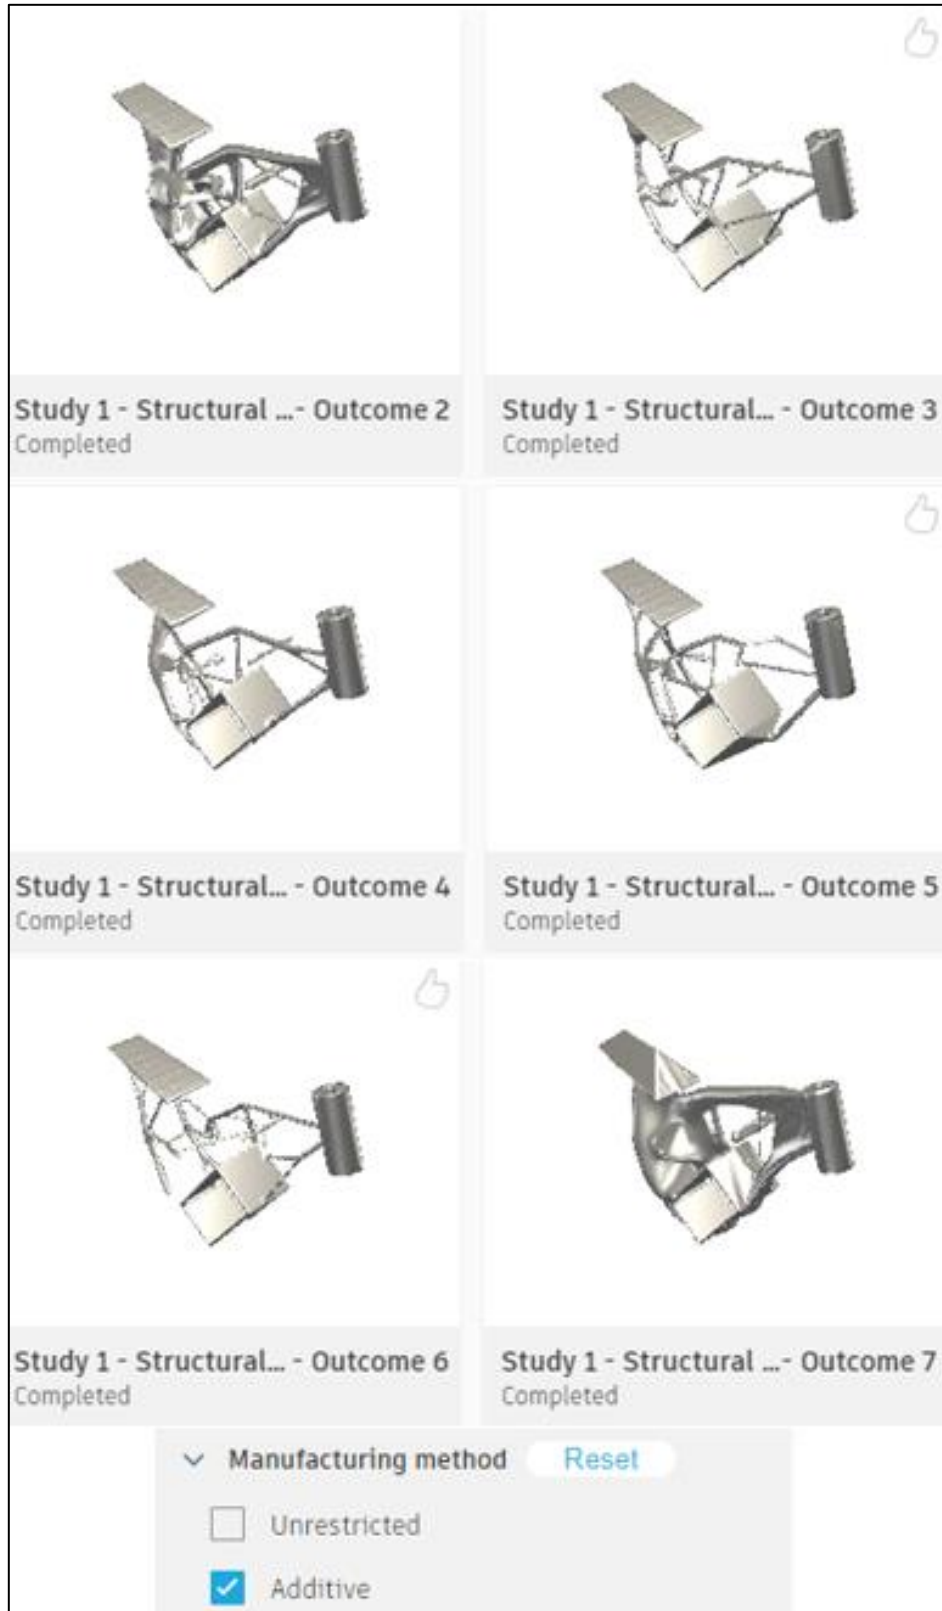 Study 1 - Structural ...- Outcome 2
Completed
Study 1 - Structural... - Outcome 3
Completed
Study 1 - Structural... - Outcome 4
Completed
Study 1 - Structural... - Outcome 5
Completed
Study 1 - Structural... - Outcome 6
Completed
Study 1 - Structural ...- Outcome 7
Completed
Manufacturing method Reset
Unrestricted
Additive